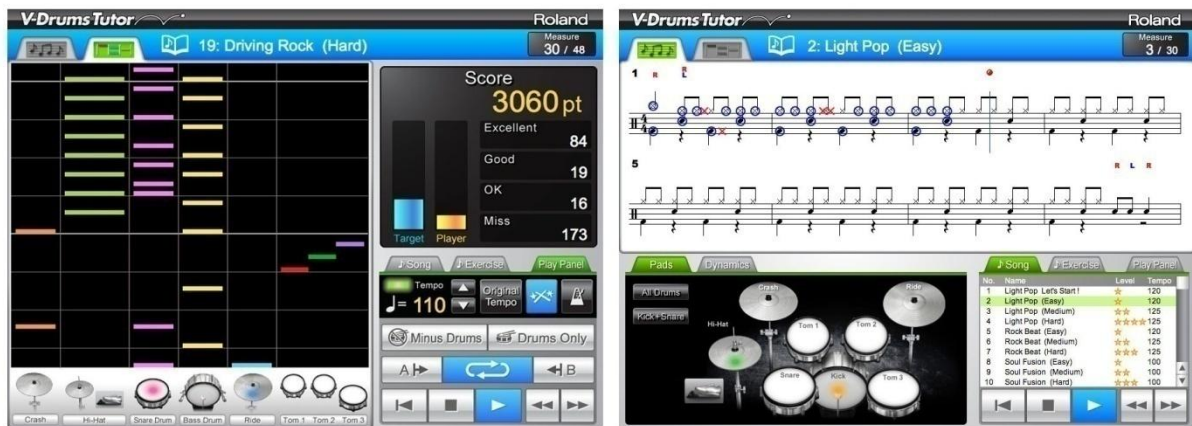 V-Drums Tutor Roland
19: Driving Rock (Hard)
Measure
30 / 48
Score
3060 pt
Excellent
84
Good
19
OK
16
Miss
173
Target Player
Song Exercise Play Panel
Tempo
= 110
Original
Tempo
Minus Drums Drums Only
A B
Crash Hi-Hat Snare Drum Bass Drum Ride Tom 1 Tom 2 Tom 3
V-Drums Tutor Roland
2: Light Pop (Easy)
Measure
3 / 30
1 R R
L
4
4
5 R L R
Pads Dynamics
All Drums
Kick+Snare
Crash Ride
Hi-Hat Tom 1 Tom 2
Snare Kick Tom 3
Song Exercise Play Panel
No. Name Level Tempo
1 Light Pop Let's Start ! 120
2 Light Pop (Easy) 120
3 Light Pop (Medium) 125
4 Light Pop (Hard) 125
5 Rock Beat (Easy) 120
6 Rock Beat (Medium) 125
7 Rock Beat (Hard) 125
8 Soul Fusion (Easy) 100
9 Soul Fusion (Medium) 100
10 Soul Fusion (Hard) 100